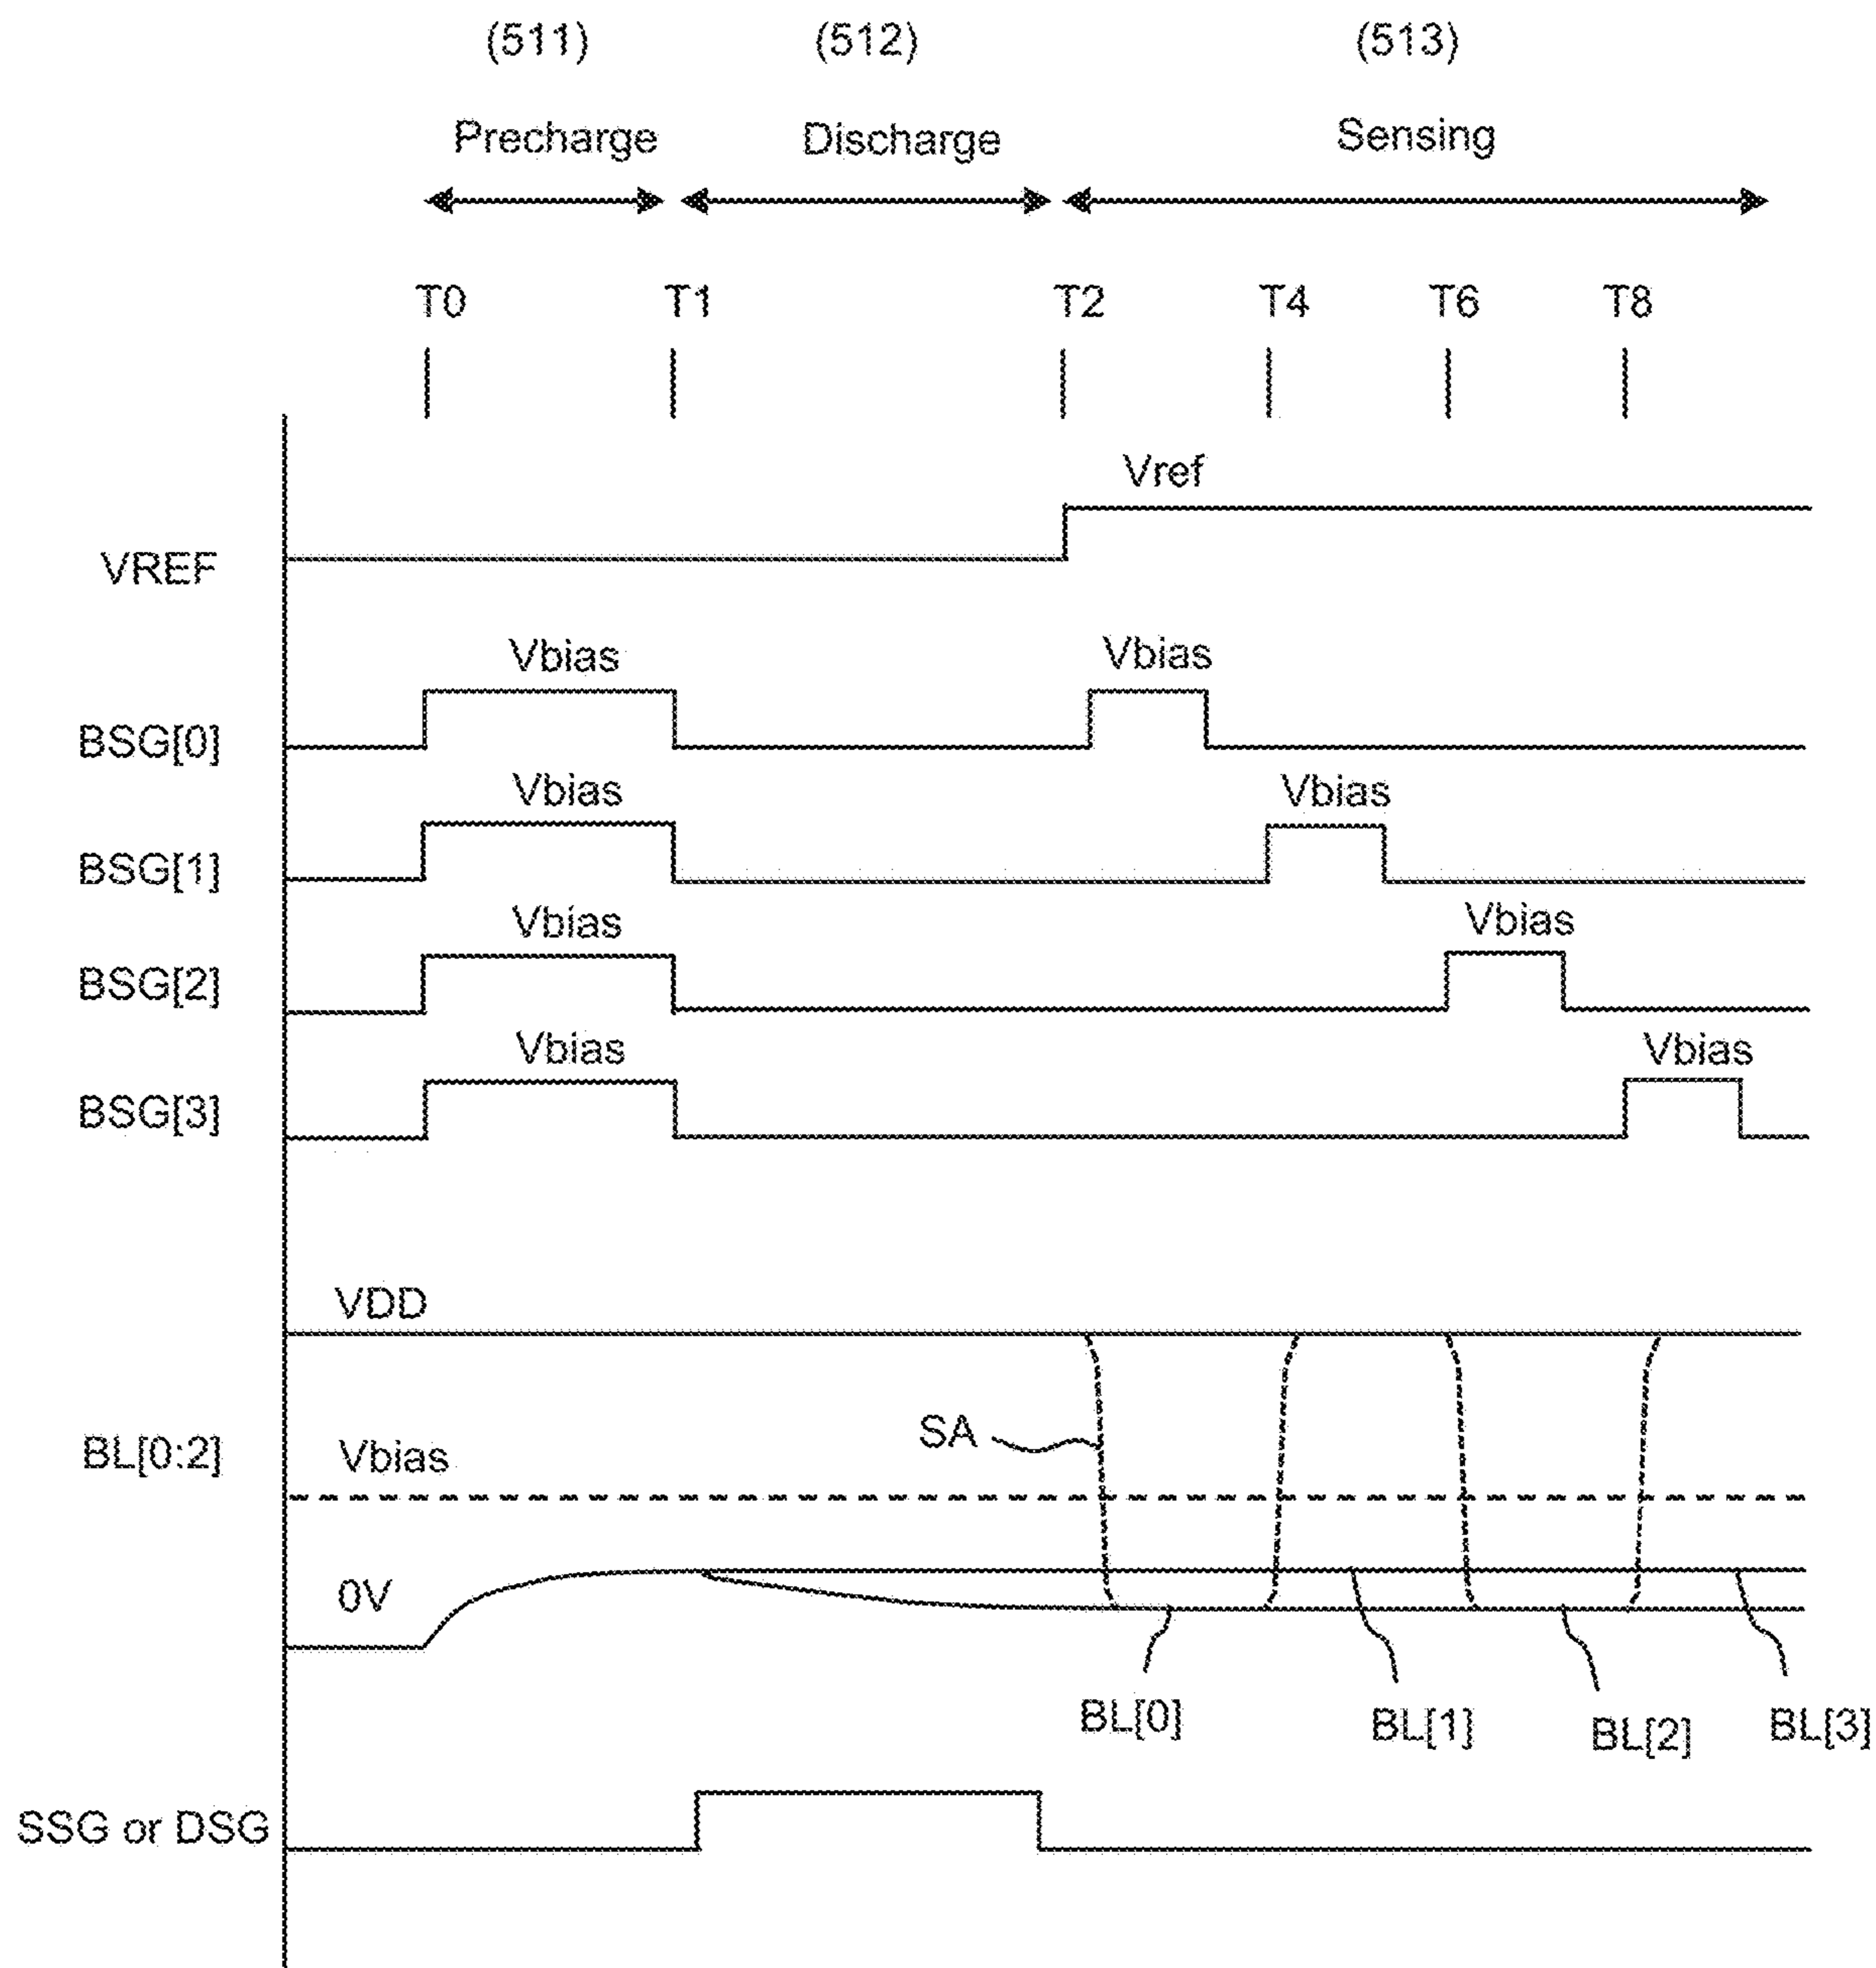 (511) (512) (513)
Precharge Discharge Sensing
T0 T1 T2 T4 T6 T8
Vref
VREF
Vbias Vbias
BSG[0]
Vbias Vbias
BSG[1]
Vbias Vbias
BSG[2]
Vbias Vbias
BSG[3]
VDD
SA
BL[0:2] Vbias
0V
BL[0] BL[1] BL[2] BL[3]
SSG or DSG